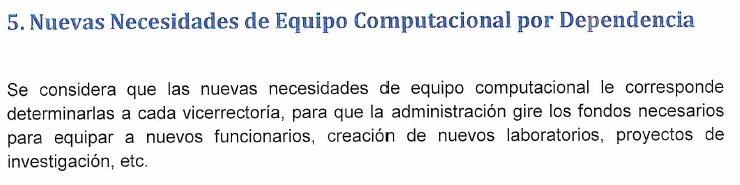 5. Nuevas Necesidades de Equipo Computacional por Dependencia
Se considera que las nuevas necesidades de equipo computacional le corresponde
determinarlas a cada vicerrectoría, para que la administración gire los fondos necesarios
para equipar a nuevos funcionarios, creación de nuevos laboratorios, proyectos de
investigación, etc.